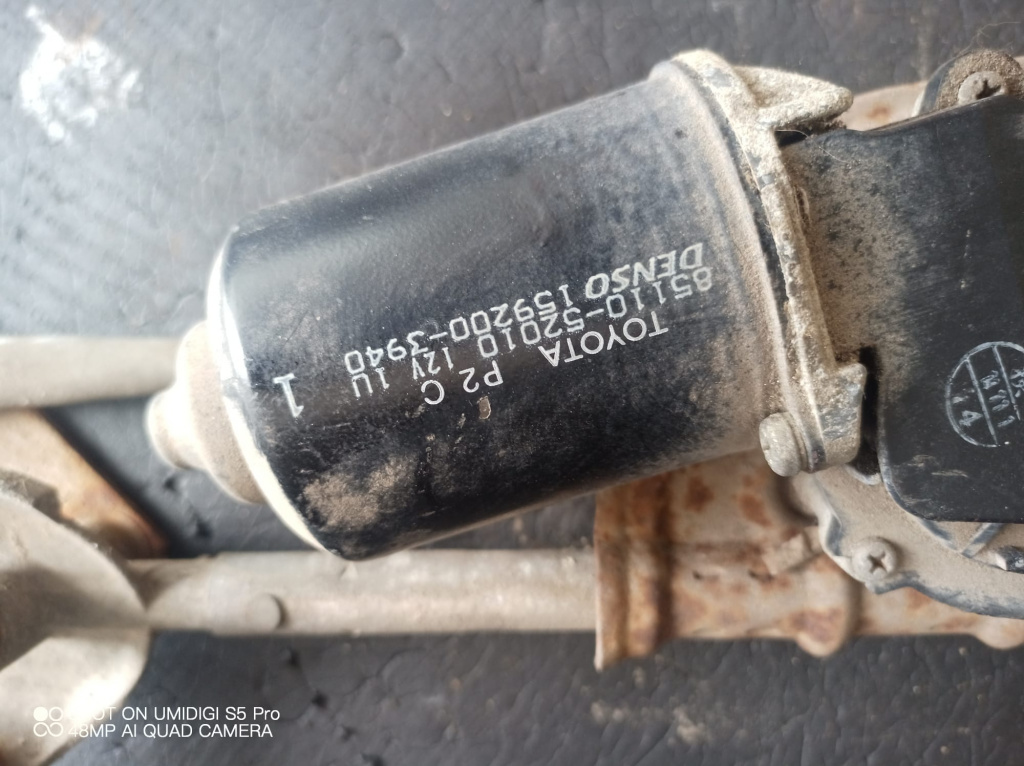 TOYOTA
85110-52010 P2 C
DENSO 159200-3940 12V 1U
1
SHOT ON UMIDIGI S5 Pro
48MP AI QUAD CAMERA